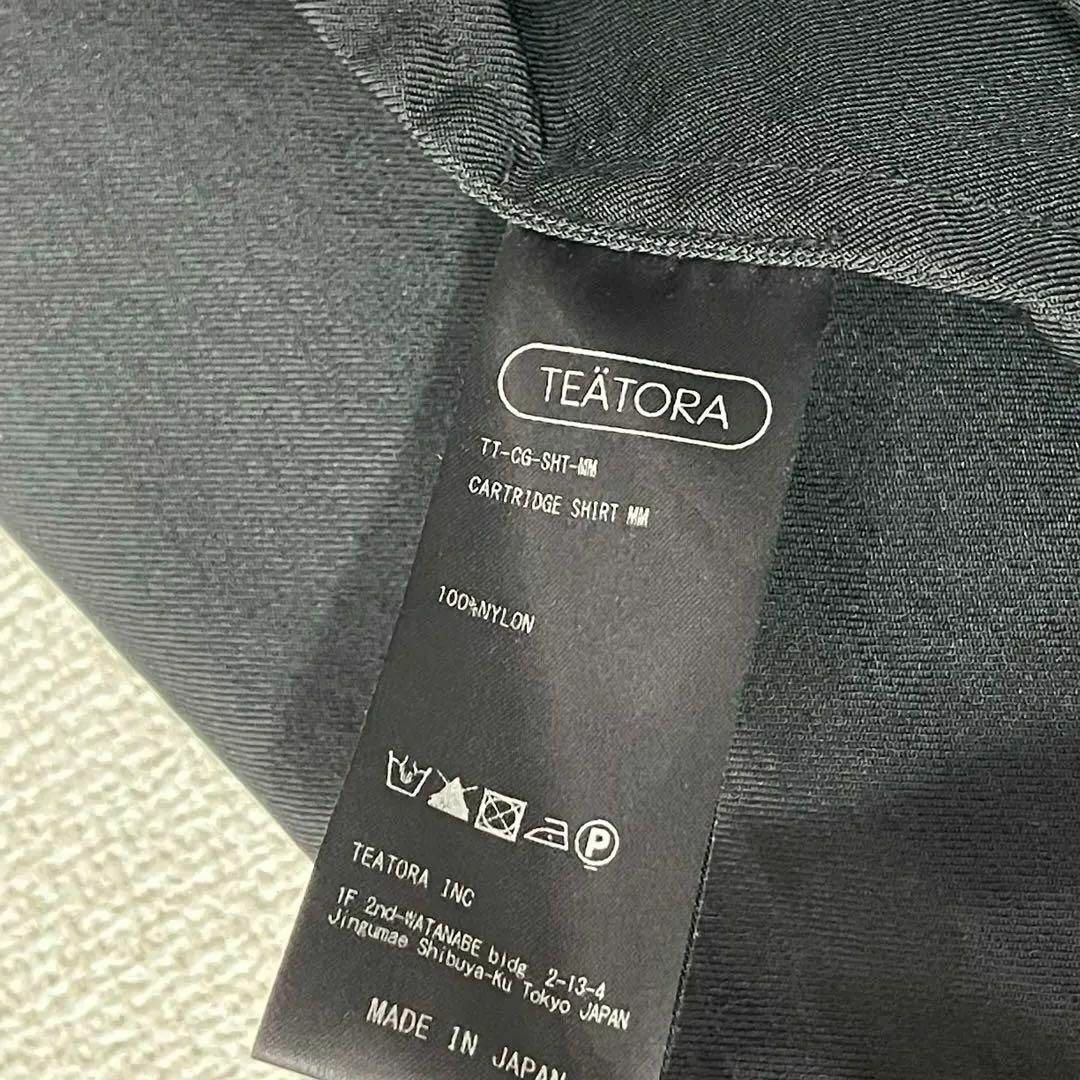 TEÄTORA
TT-CG-SHT-MM
CARTRIDGE SHIRT MM
100%NYLON
P
TEATORA INC
1F 2nd-WATANABE bldg 2-13-4
Jingumae Shibuya-Ku Tokyo JAPAN
MADE IN JAPAN